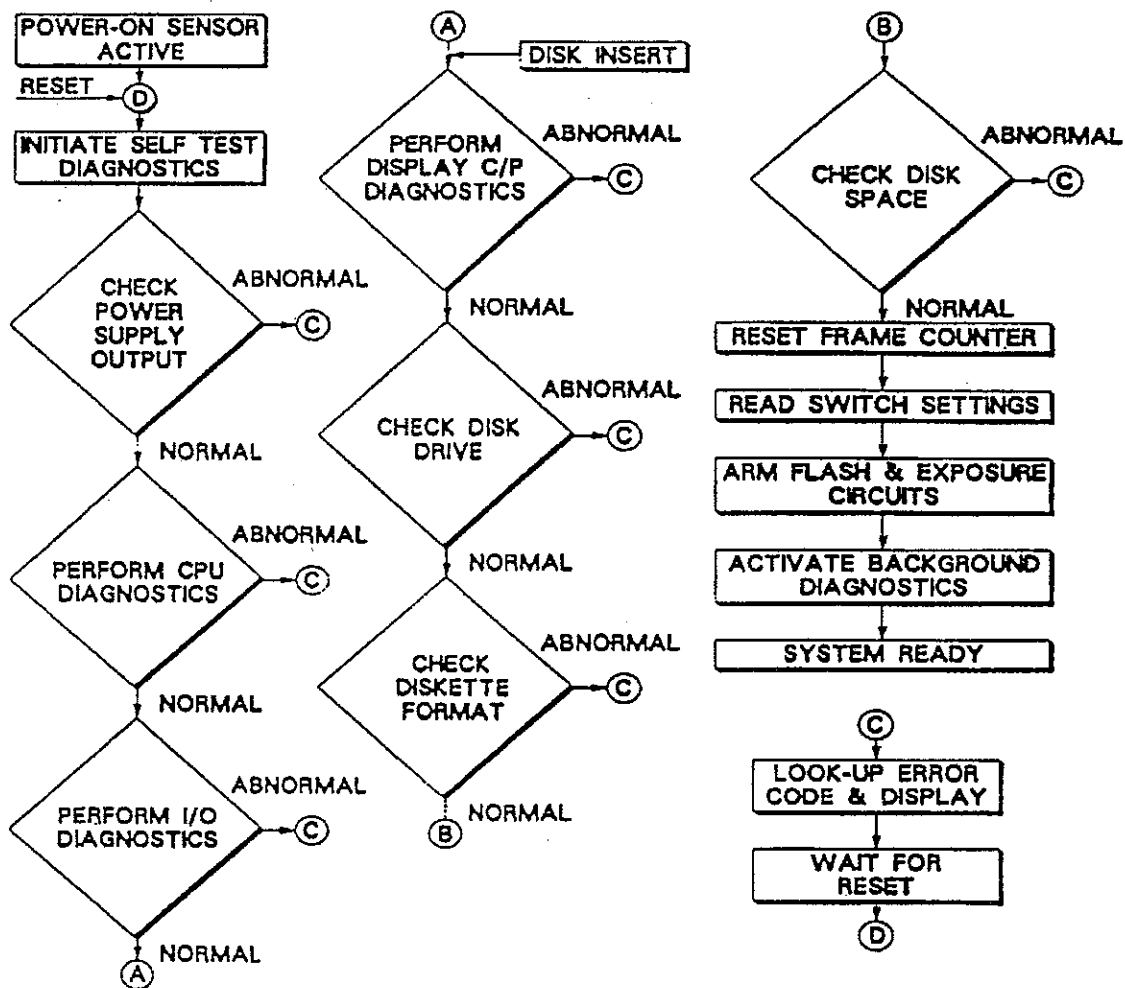 POWER-ON SENSOR
ACTIVE
RESET
D
INITIATE SELF TEST
DIAGNOSTICS
CHECK
POWER
SUPPLY
OUTPUT
ABNORMAL
C
NORMAL
PERFORM CPU
DIAGNOSTICS
ABNORMAL
C
NORMAL
PERFORM I/O
DIAGNOSTICS
ABNORMAL
C
NORMAL
A
A
DISK INSERT
PERFORM
DISPLAY C/P
DIAGNOSTICS
ABNORMAL
C
NORMAL
CHECK DISK
DRIVE
ABNORMAL
C
NORMAL
CHECK
DISKETTE
FORMAT
ABNORMAL
C
NORMAL
B
B
CHECK DISK
SPACE
ABNORMAL
C
NORMAL
RESET FRAME COUNTER
READ SWITCH SETTINGS
ARM FLASH & EXPOSURE
CIRCUITS
ACTIVATE BACKGROUND
DIAGNOSTICS
SYSTEM READY
C
LOOK-UP ERROR
CODE & DISPLAY
WAIT FOR
RESET
D